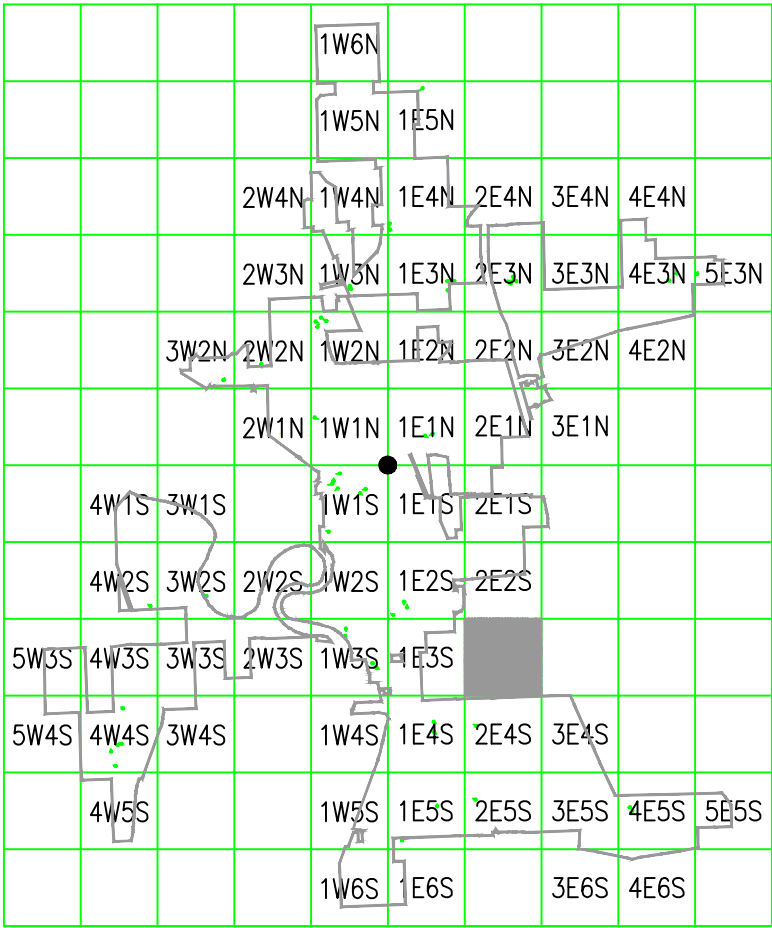 1W6N
1W5N 1E5N
2W4N 1W4N 1E4N 2E4N 3E4N 4E4N
2W3N 1W3N 1E3N 2E3N 3E3N 4E3N 5E3N
3W2N 2W2N 1W2N 1E2N 2E2N 3E2N 4E2N
2W1N 1W1N 1E1N 2E1N 3E1N
4W1S 3W1S 1W1S 1E1S 2E1S
4W2S 3W2S 2W2S 1W2S 1E2S 2E2S
5W3S 4W3S 3W3S 2W3S 1W3S 1E3S
5W4S 4W4S 3W4S 1W4S 1E4S 2E4S 3E4S
4W5S 1W5S 1E5S 2E5S 3E5S 4E5S 5E5S
1W6S 1E6S 3E6S 4E6S